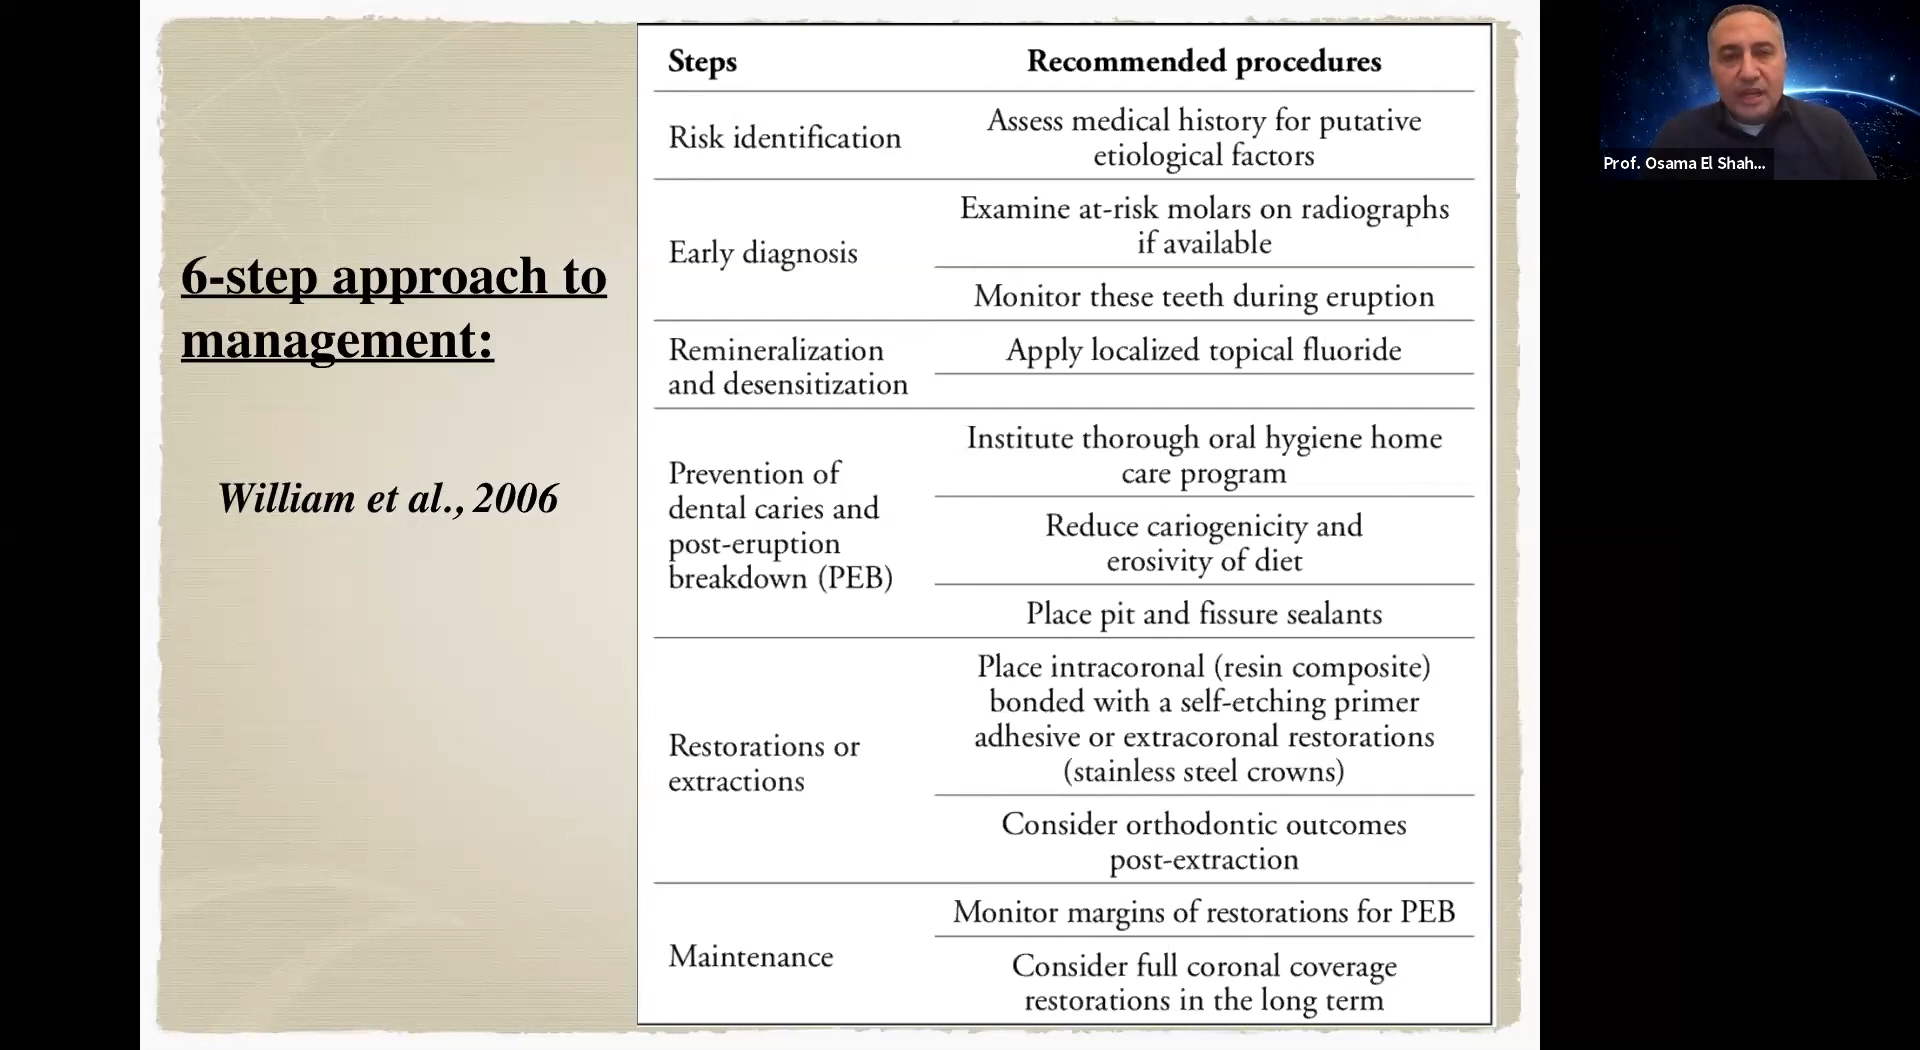 6-step approach to
management:
William et al., 2006
Steps
Recommended procedures
Risk identification
Assess medical history for putative
etiological factors
Early diagnosis
Examine at-risk molars on radiographs
if available
Monitor these teeth during eruption
Remineralization
and desensitization
Apply localized topical fluoride
Prevention of
dental caries and
post-eruption
breakdown (PEB)
Institute thorough oral hygiene home
care program
Reduce cariogenicity and
erosivity of diet
Place pit and fissure sealants
Restorations or
extractions
Place intracoronal (resin composite)
bonded with a self-etching primer
adhesive or extracoronal restorations
(stainless steel crowns)
Consider orthodontic outcomes
post-extraction
Maintenance
Monitor margins of restorations for PEB
Consider full coronal coverage
restorations in the long term
Prof. Osama El Shah...